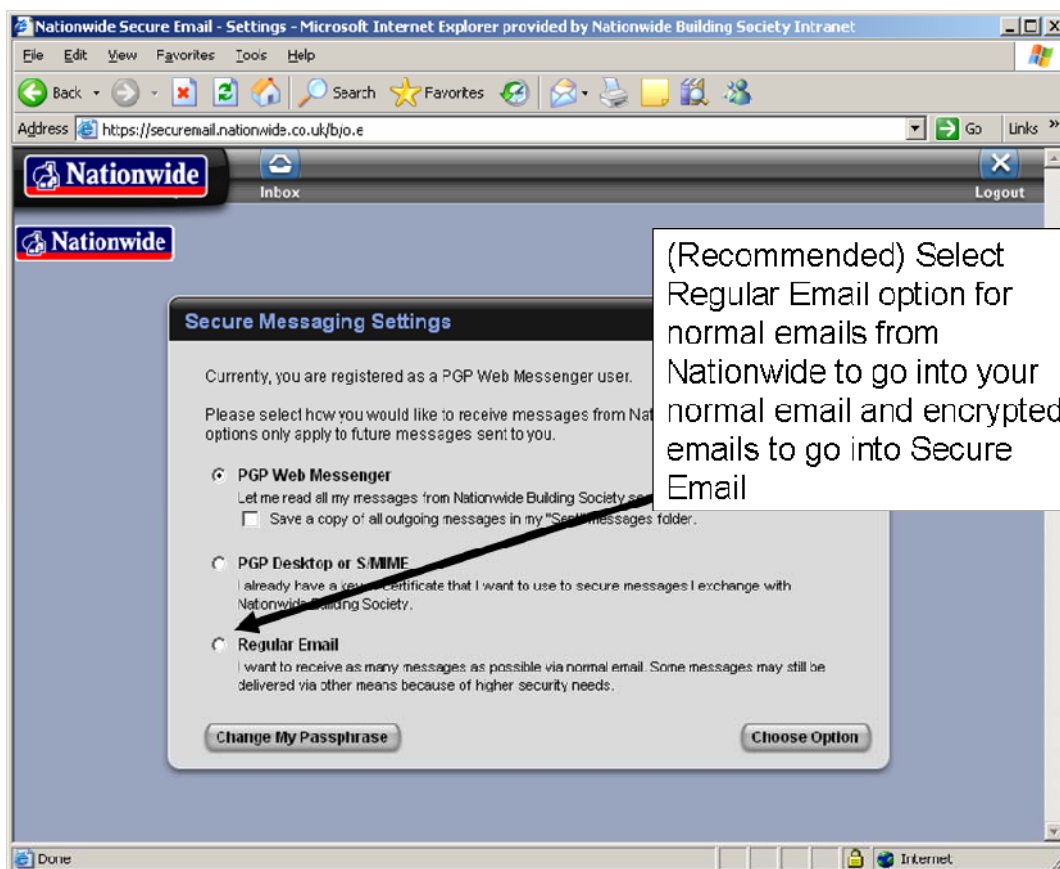 Nationwide Secure Email - Settings - Microsoft Internet Explorer provided by Nationwide Building Society Intranet
File Edit View Favorites Tools Help
Back Search Favorites
Address https://securemail.nationwide.co.uk/b/o.e Go Links »
Nationwide
Inbox
Logout
Nationwide
(Recommended) Select
Regular Email option for
normal emails from
Nationwide to go into your
normal email and encrypted
emails to go into Secure
Email
Secure Messaging Settings
Currently, you are registered as a PGP Web Messenger user.
Please select how you would like to receive messages from Nat
options only apply to future messages sent to you.
PGP Web Messenger
Let me read all my messages from Nationwide Building Society
Save a copy of all outgoing messages in my "Sent" messages folder.
PGP Desktop or S/MIME
I already have a key certificate that I want to use to secure messages I exchange with
Nationwide Building Society.
Regular Email
I want to receive as many messages as possible via normal email. Some messages may still be
delivered via other means because of higher security needs.
Change My Passphrase
Choose Option
Done
Internet